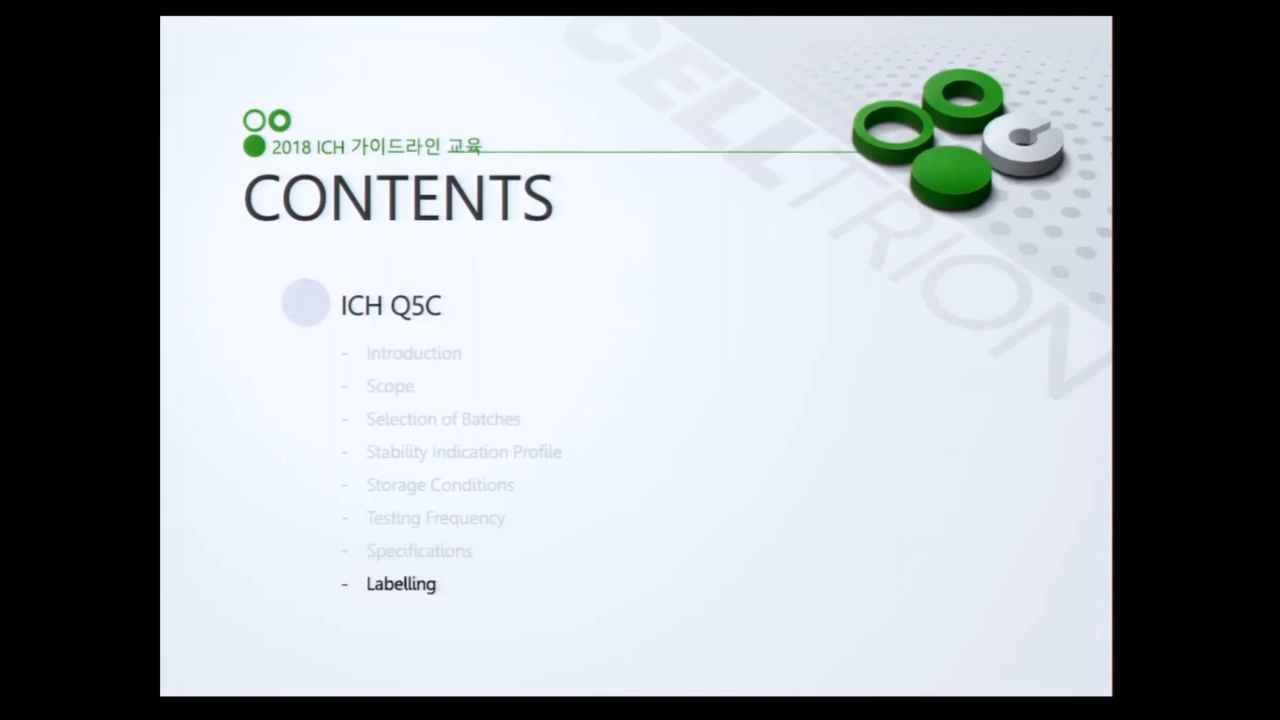 CELLTRION
2018 ICH 가이드라인 교육
CONTENTS
ICH Q5C
- Introduction
- Scope
- Selection of Batches
- Stability Indication Profile
- Storage Conditions
- Testing Frequency
- Specifications
- Labelling